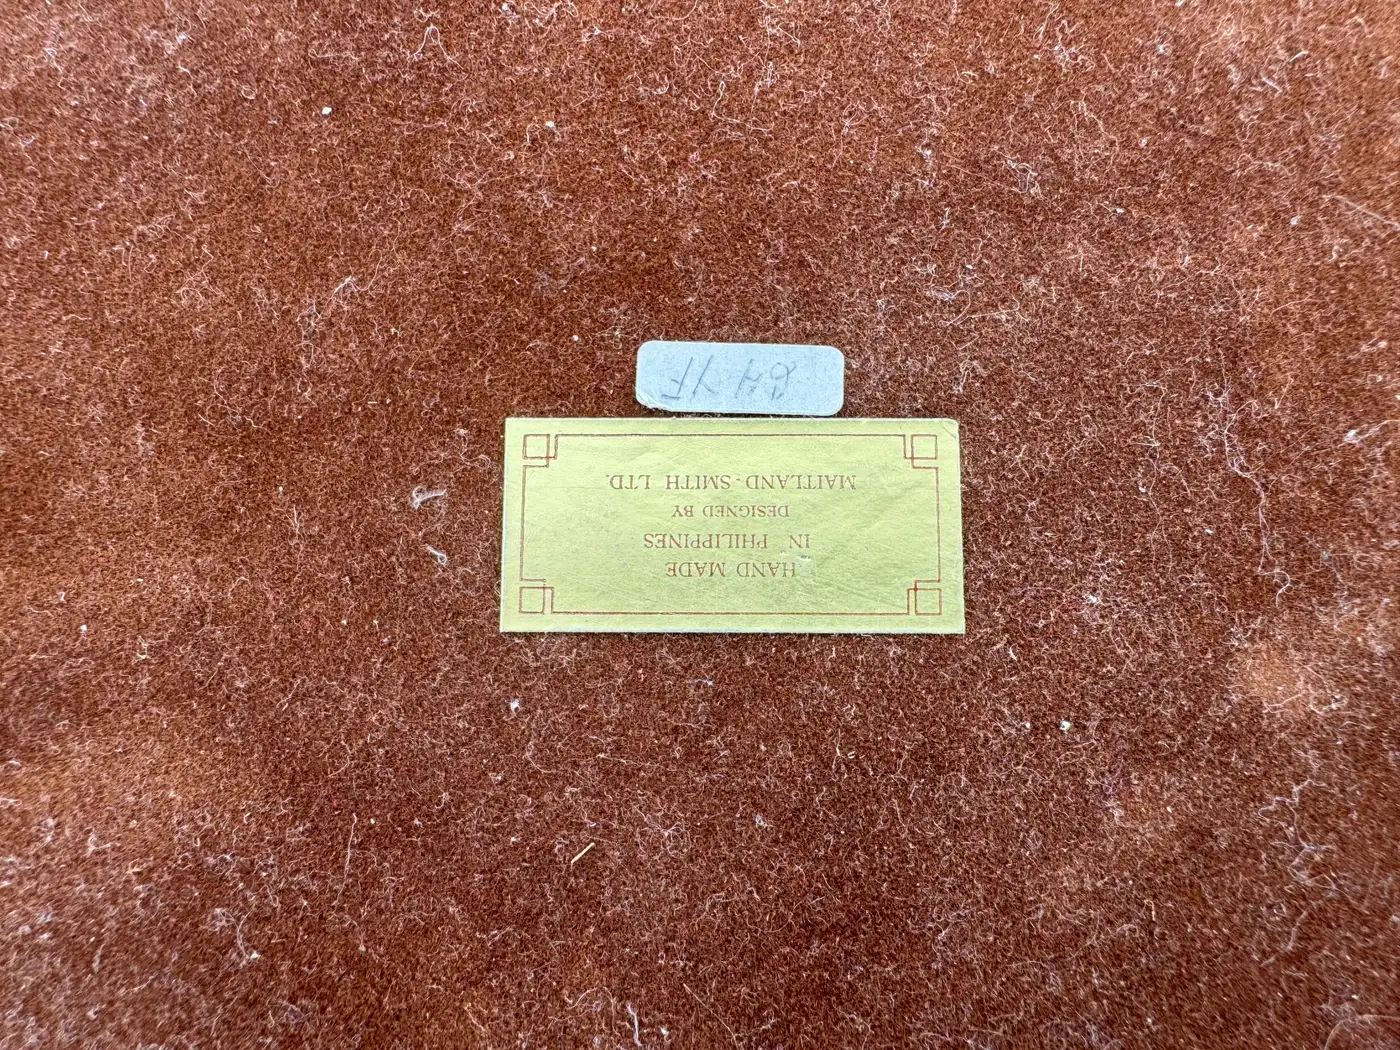 HAND MADE
IN PHILIPPINES
DESIGNED BY
MAITLAND-SMITH LTD.